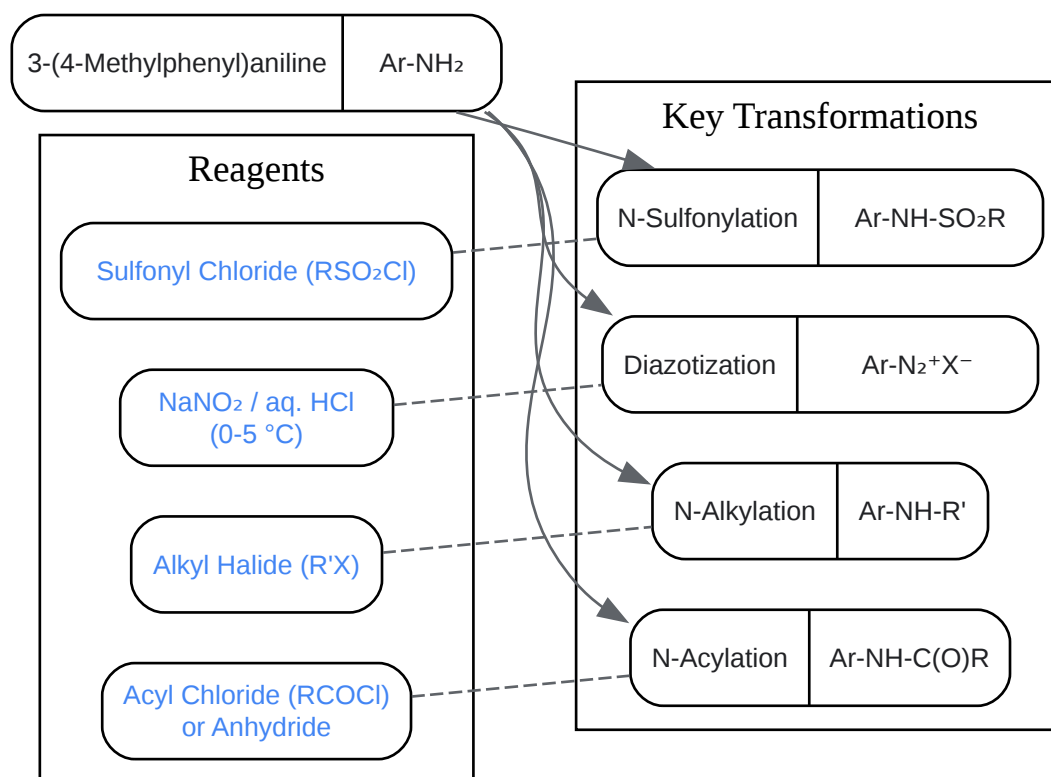 3-(4-Methylphenyl)aniline
Ar-NH₂
Reagents
Sulfonyl Chloride (RSO₂Cl)
NaNO₂ / aq. HCl
(0-5 °C)
Alkyl Halide (R'X)
Acyl Chloride (RCOCl)
or Anhydride
Key Transformations
N-Sulfonylation
Ar-NH-SO₂R
Diazotization
Ar-N₂⁺X⁻
N-Alkylation
Ar-NH-R'
N-Acylation
Ar-NH-C(O)R